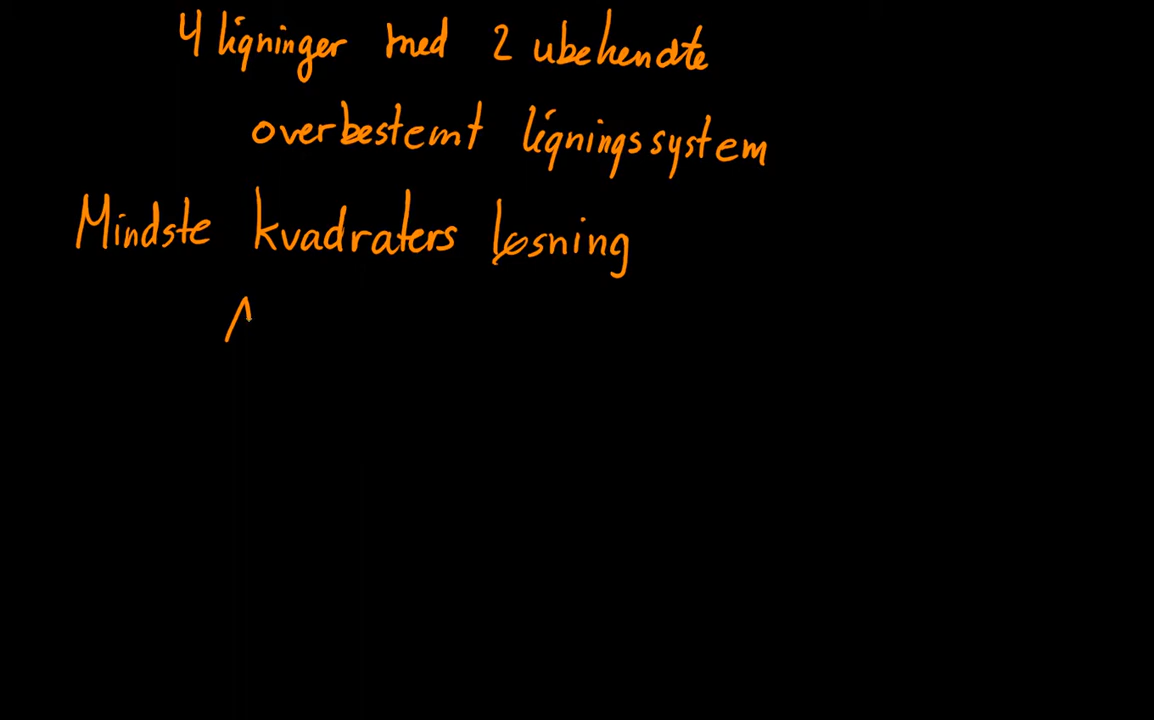 4 ligninger med 2 ubekendte
overbestemt ligningssystem
Mindste kvadraters løsning